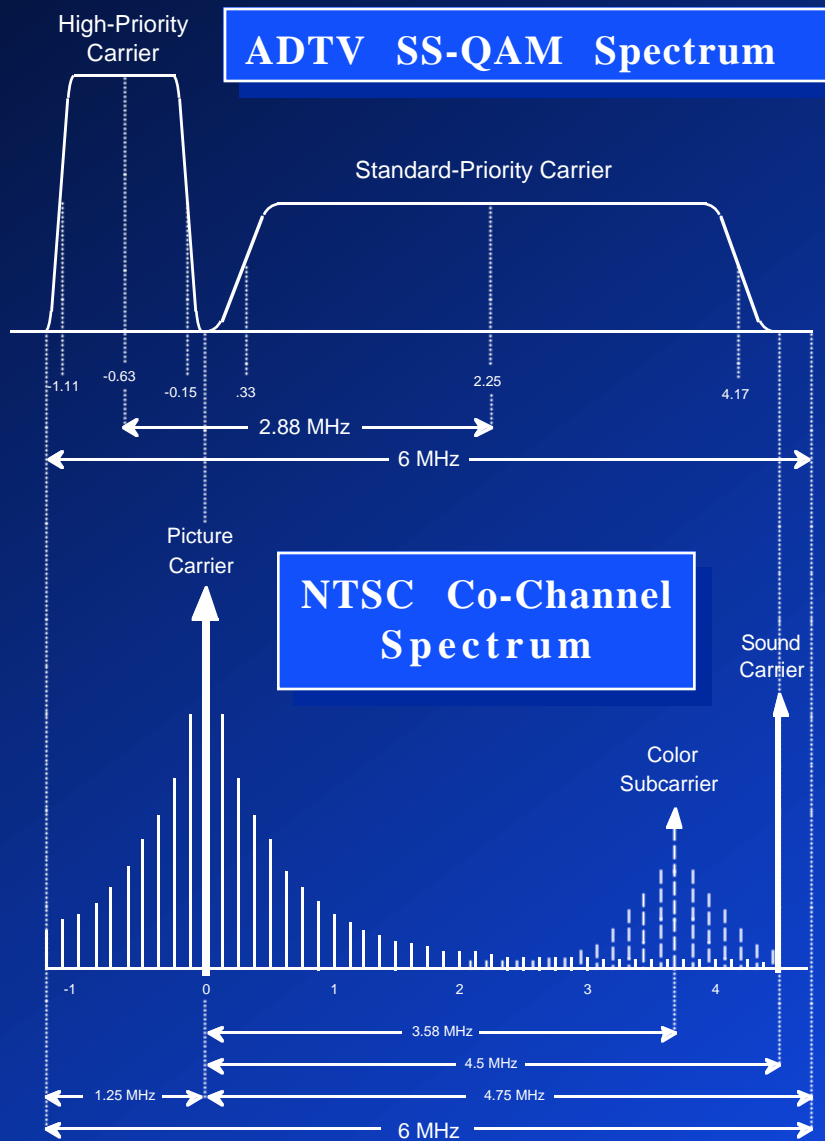 High-Priority
Carrier
ADTV SS-QAM Spectrum
Standard-Priority Carrier
-1.11
-0.63
-0.15
.33
2.25
4.17
2.88 MHz
6 MHz
Picture
Carrier
NTSC Co-Channel
Spectrum
Sound
Carrier
Color
Subcarrier
-1
0
1
2
3
4
3.58 MHz
4.5 MHz
1.25 MHz
4.75 MHz
6 MHz